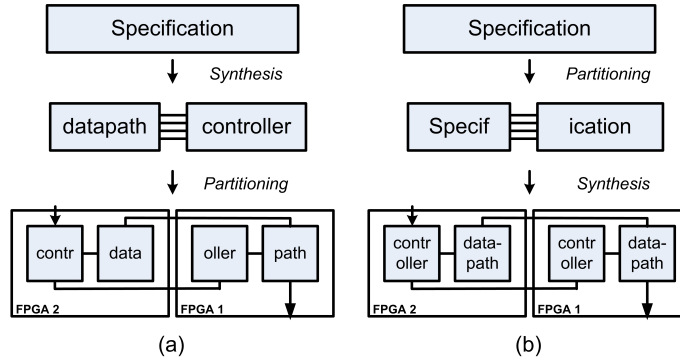 Specification
Synthesis
datapath
controller
Partitioning
contr
data
oller
path
FPGA 2
FPGA 1
(a)
Specification
Partitioning
Specif
ication
Synthesis
contr
oller
data-
path
contr
oller
data-
path
FPGA 2
FPGA 1
(b)